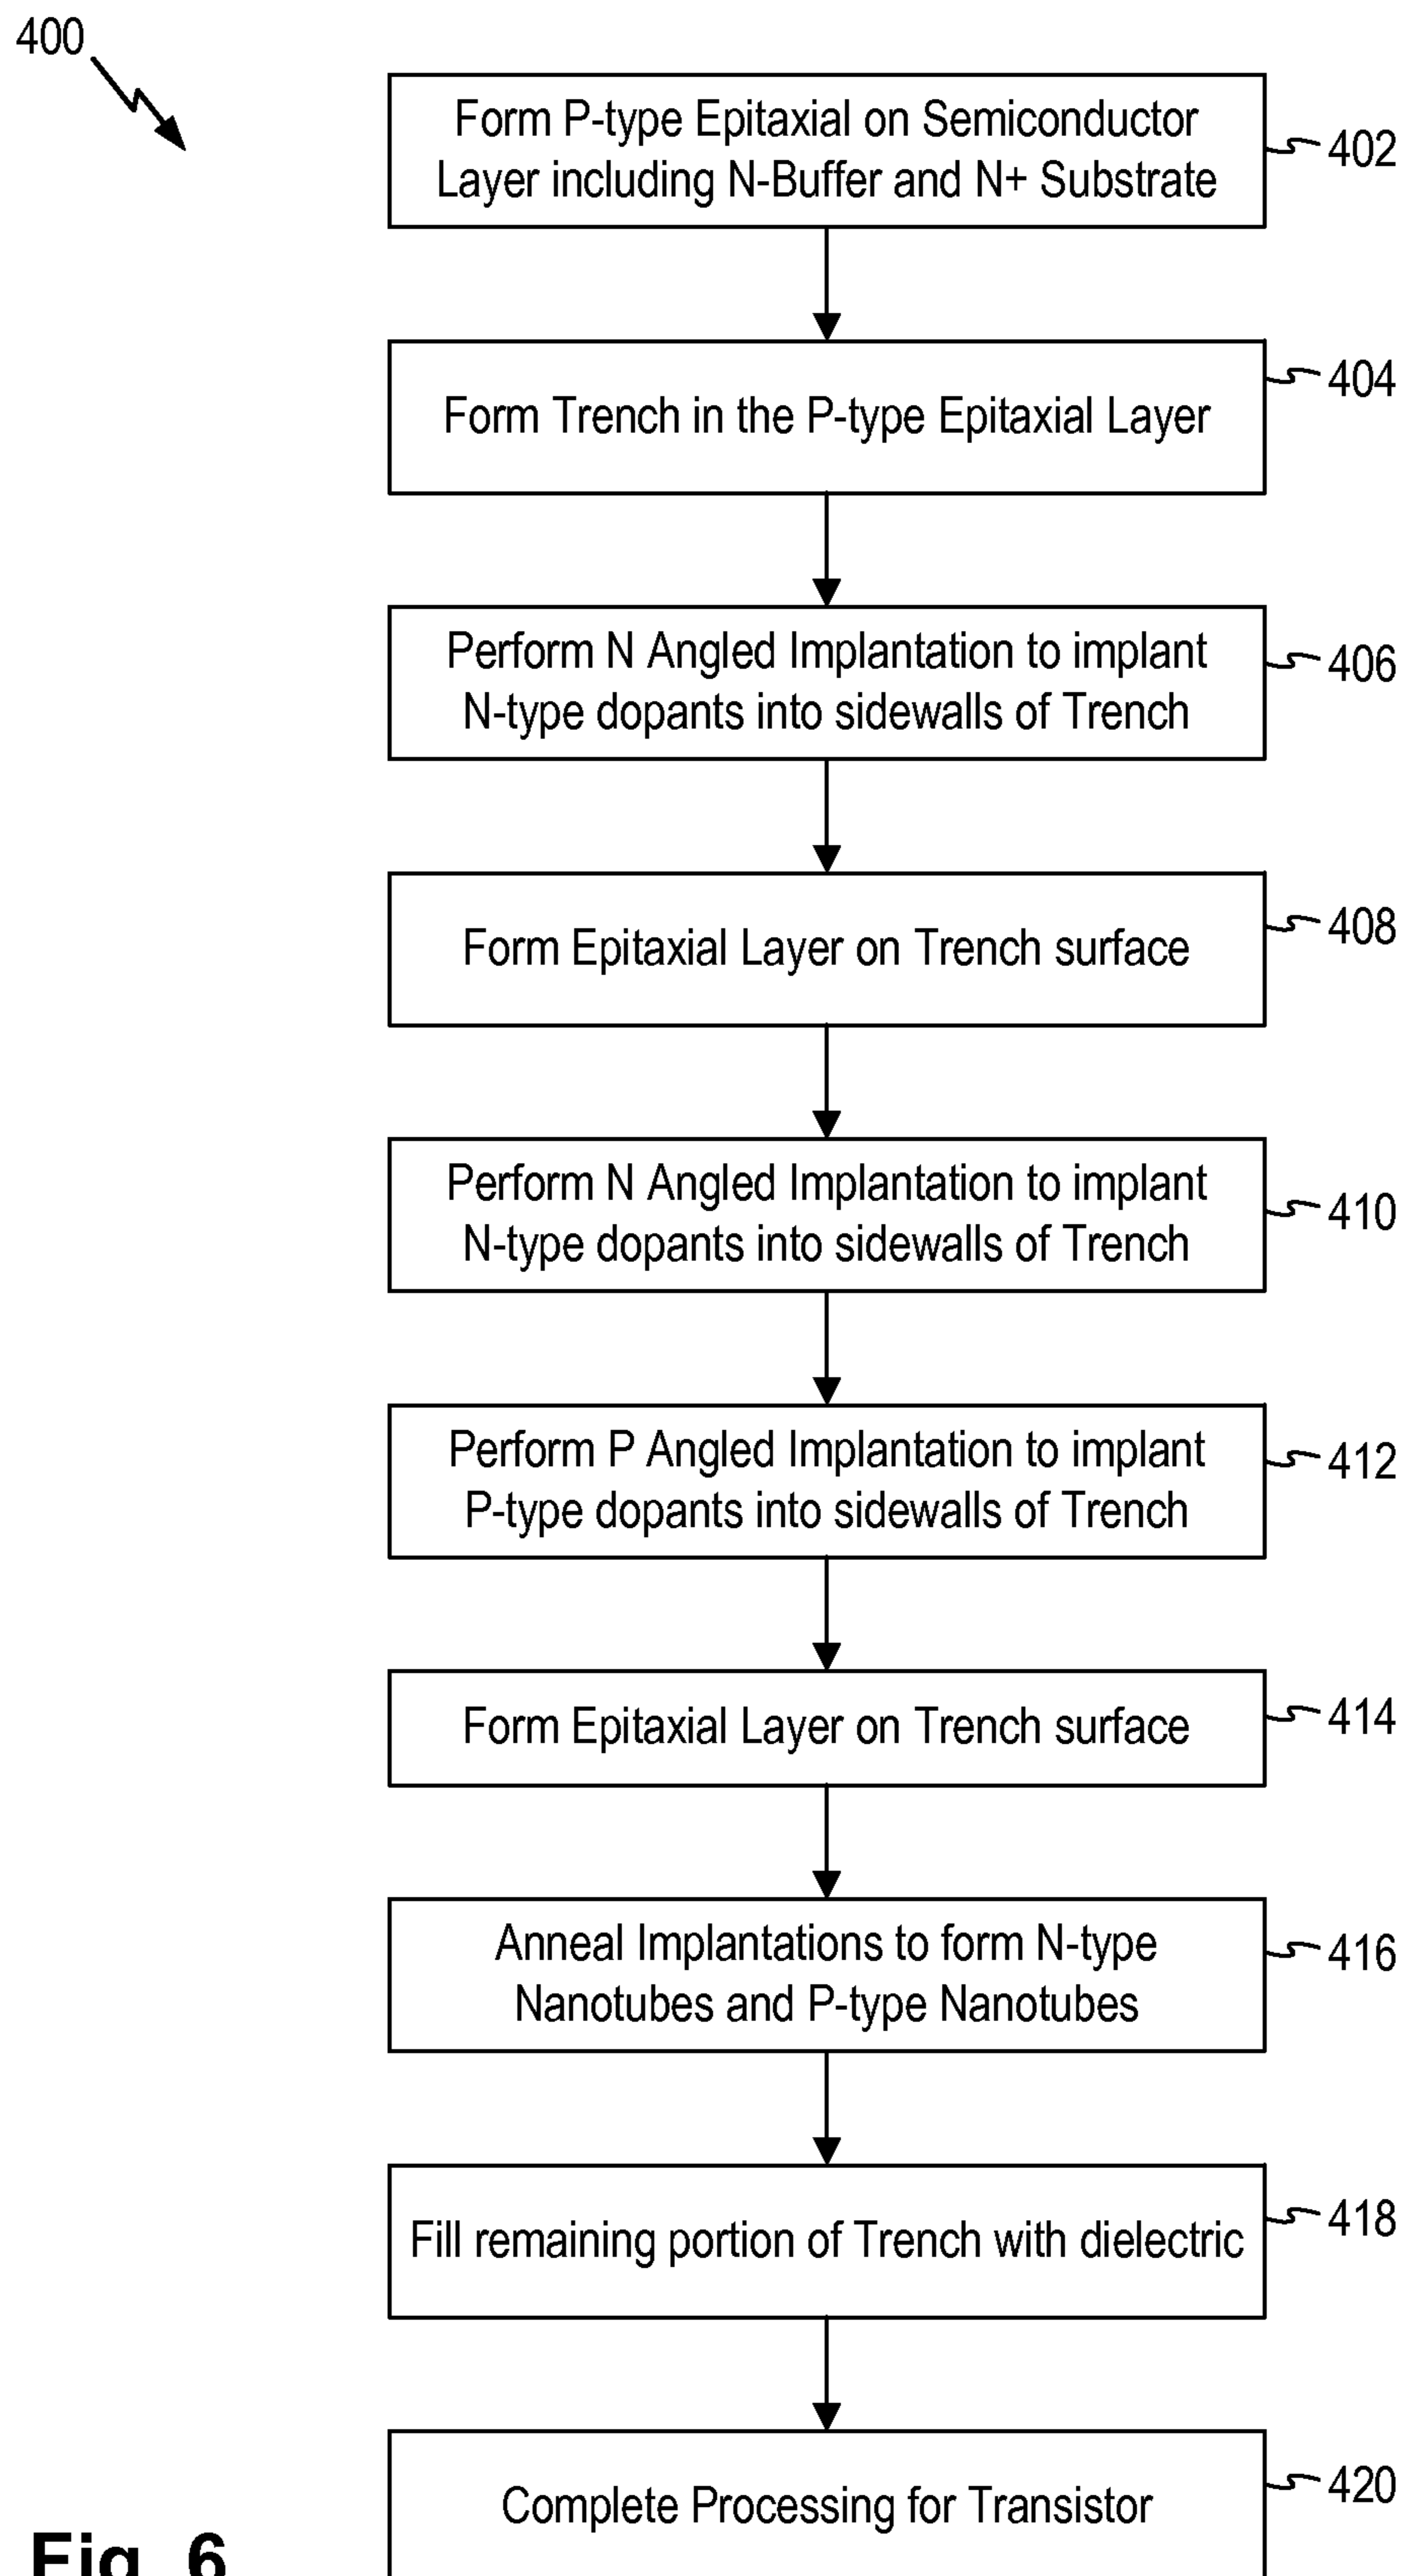 400
Form P-type Epitaxial on Semiconductor
Layer including N-Buffer and N+ Substrate
402
Form Trench in the P-type Epitaxial Layer
404
Perform N Angled Implantation to implant
N-type dopants into sidewalls of Trench
406
Form Epitaxial Layer on Trench surface
408
Perform N Angled Implantation to implant
N-type dopants into sidewalls of Trench
410
Perform P Angled Implantation to implant
P-type dopants into sidewalls of Trench
412
Form Epitaxial Layer on Trench surface
414
Anneal Implantations to form N-type
Nanotubes and P-type Nanotubes
416
Fill remaining portion of Trench with dielectric
418
Complete Processing for Transistor
420
Fig. 6